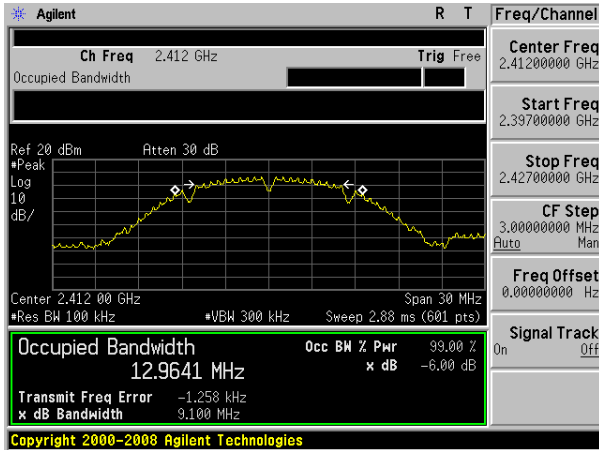 Agilent R T Freq/Channel
Ch Freq 2.412 GHz Trig Free
Occupied Bandwidth
Center Freq
2.41200000 GHz
Start Freq
2.39700000 GHz
Stop Freq
2.42700000 GHz
CF Step
3.00000000 MHz
Auto Man
Freq Offset
0.00000000 Hz
Signal Track
On Off
Ref 20 dBm Atten 30 dB
#Peak
Log
10
dB/
Center 2.412 00 GHz Span 30 MHz
#Res BW 100 kHz #VBW 300 kHz Sweep 2.88 ms (601 pts)
Occupied Bandwidth Occ BW % Pwr 99.00 %
12.9641 MHz x dB -6.00 dB
Transmit Freq Error -1.258 kHz
x dB Bandwidth 9.100 MHz
Copyright 2000-2008 Agilent Technologies